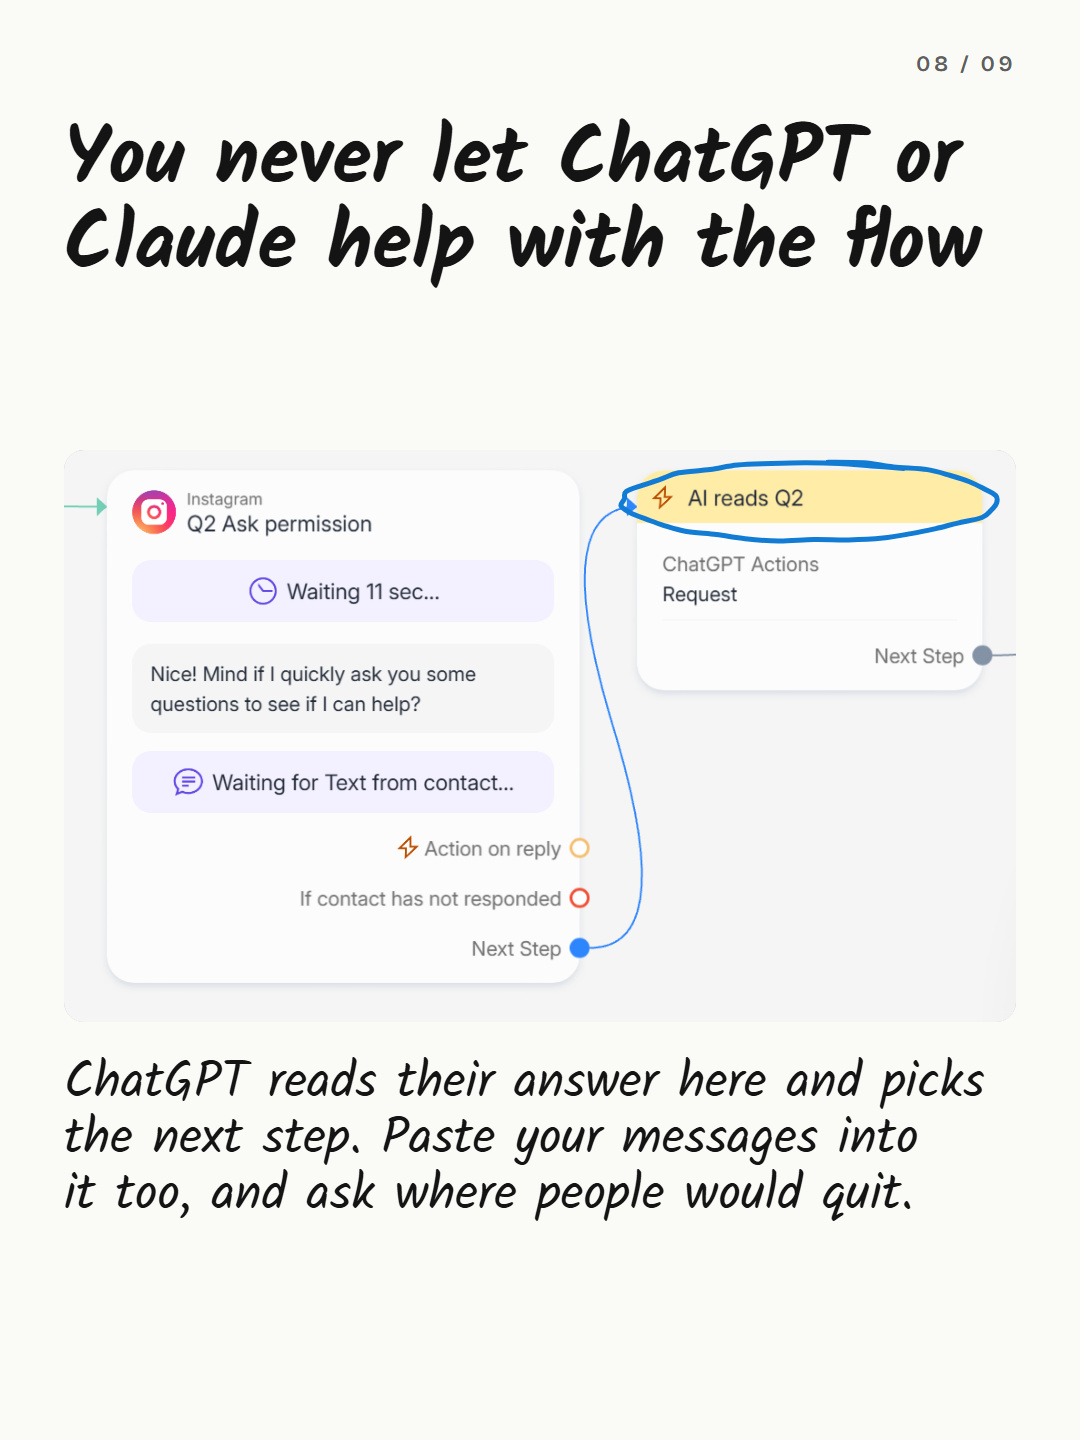 08 / 09
You never let ChatGPT or
Claude help with the flow
Instagram
Q2 Ask permission
Waiting 11 sec...
Nice! Mind if I quickly ask you some
questions to see if I can help?
Waiting for Text from contact...
Action on reply
If contact has not responded
Next Step
AI reads Q2
ChatGPT Actions
Request
Next Step
ChatGPT reads their answer here and picks
the next step. Paste your messages into
it too, and ask where people would quit.